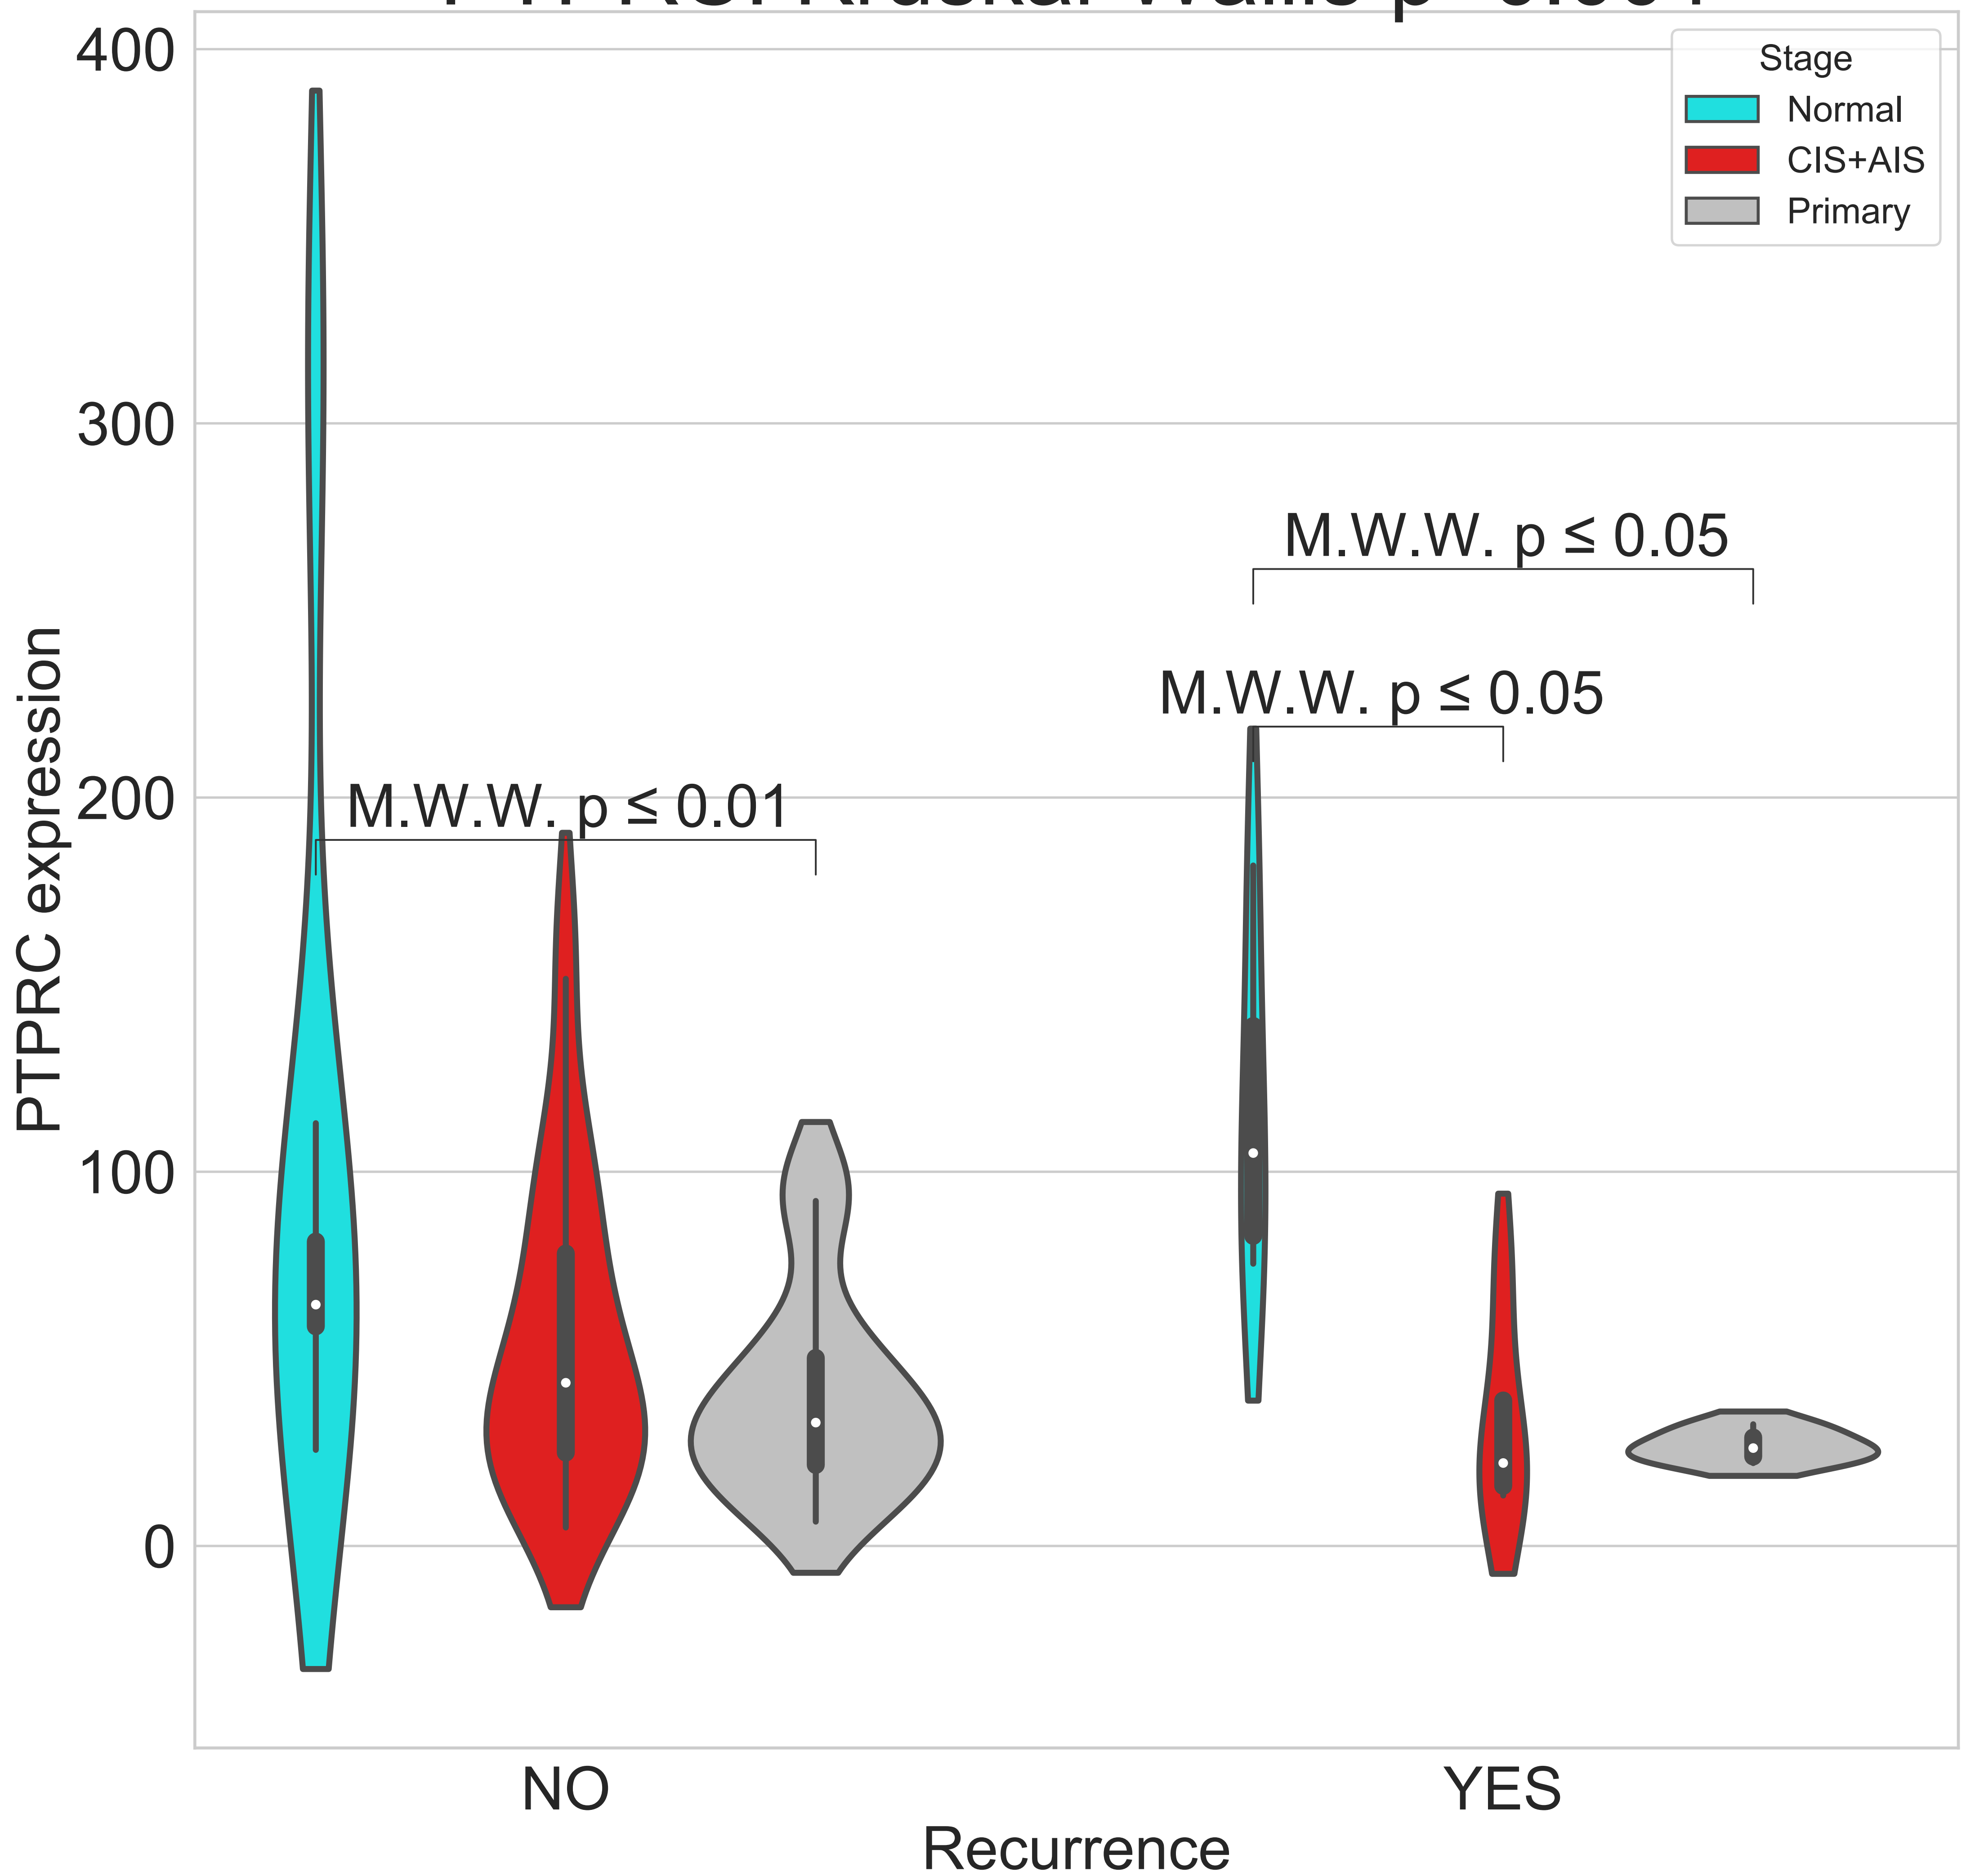 400
Stage
Normal
CIS+AIS
Primary
300
M.W.W. p ≤ 0.05
M.W.W. p ≤ 0.05
200
M.W.W. p ≤ 0.01
PTPRC expression
100
0
NO
YES
Recurrence